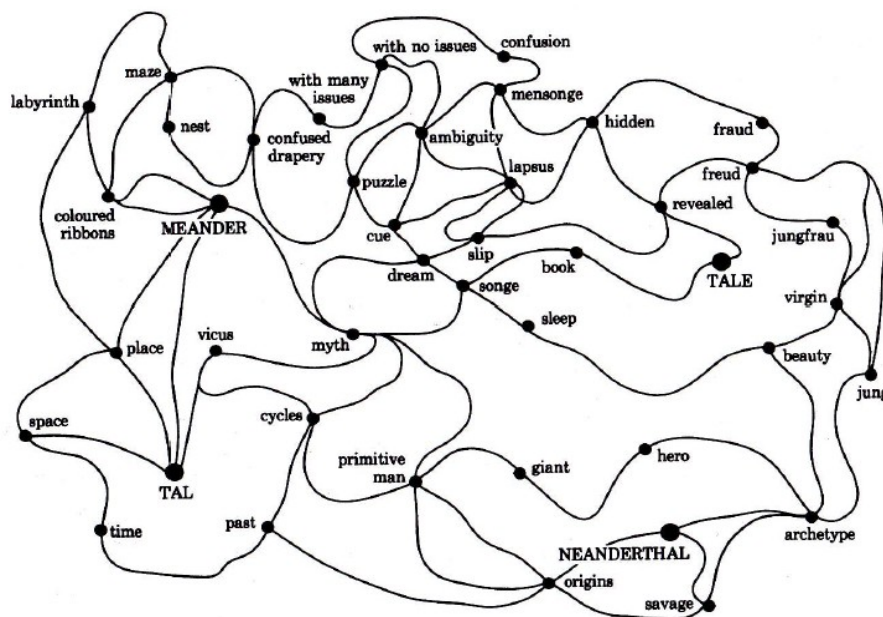 with no issues
confusion
maze
with many
issues
labyrinth
mensonge
nest
confused
drapery
ambiguity
hidden
fraud
puzzle
lapsus
freud
coloured
ribbons
MEANDER
revealed
cue
slip
jungfrau
dream
book
TALE
songe
virgin
vicus
myth
sleep
place
beauty
jung
space
cycles
primitive
man
giant
hero
TAL
time
past
NEANDERTHAL
archetype
origins
savage